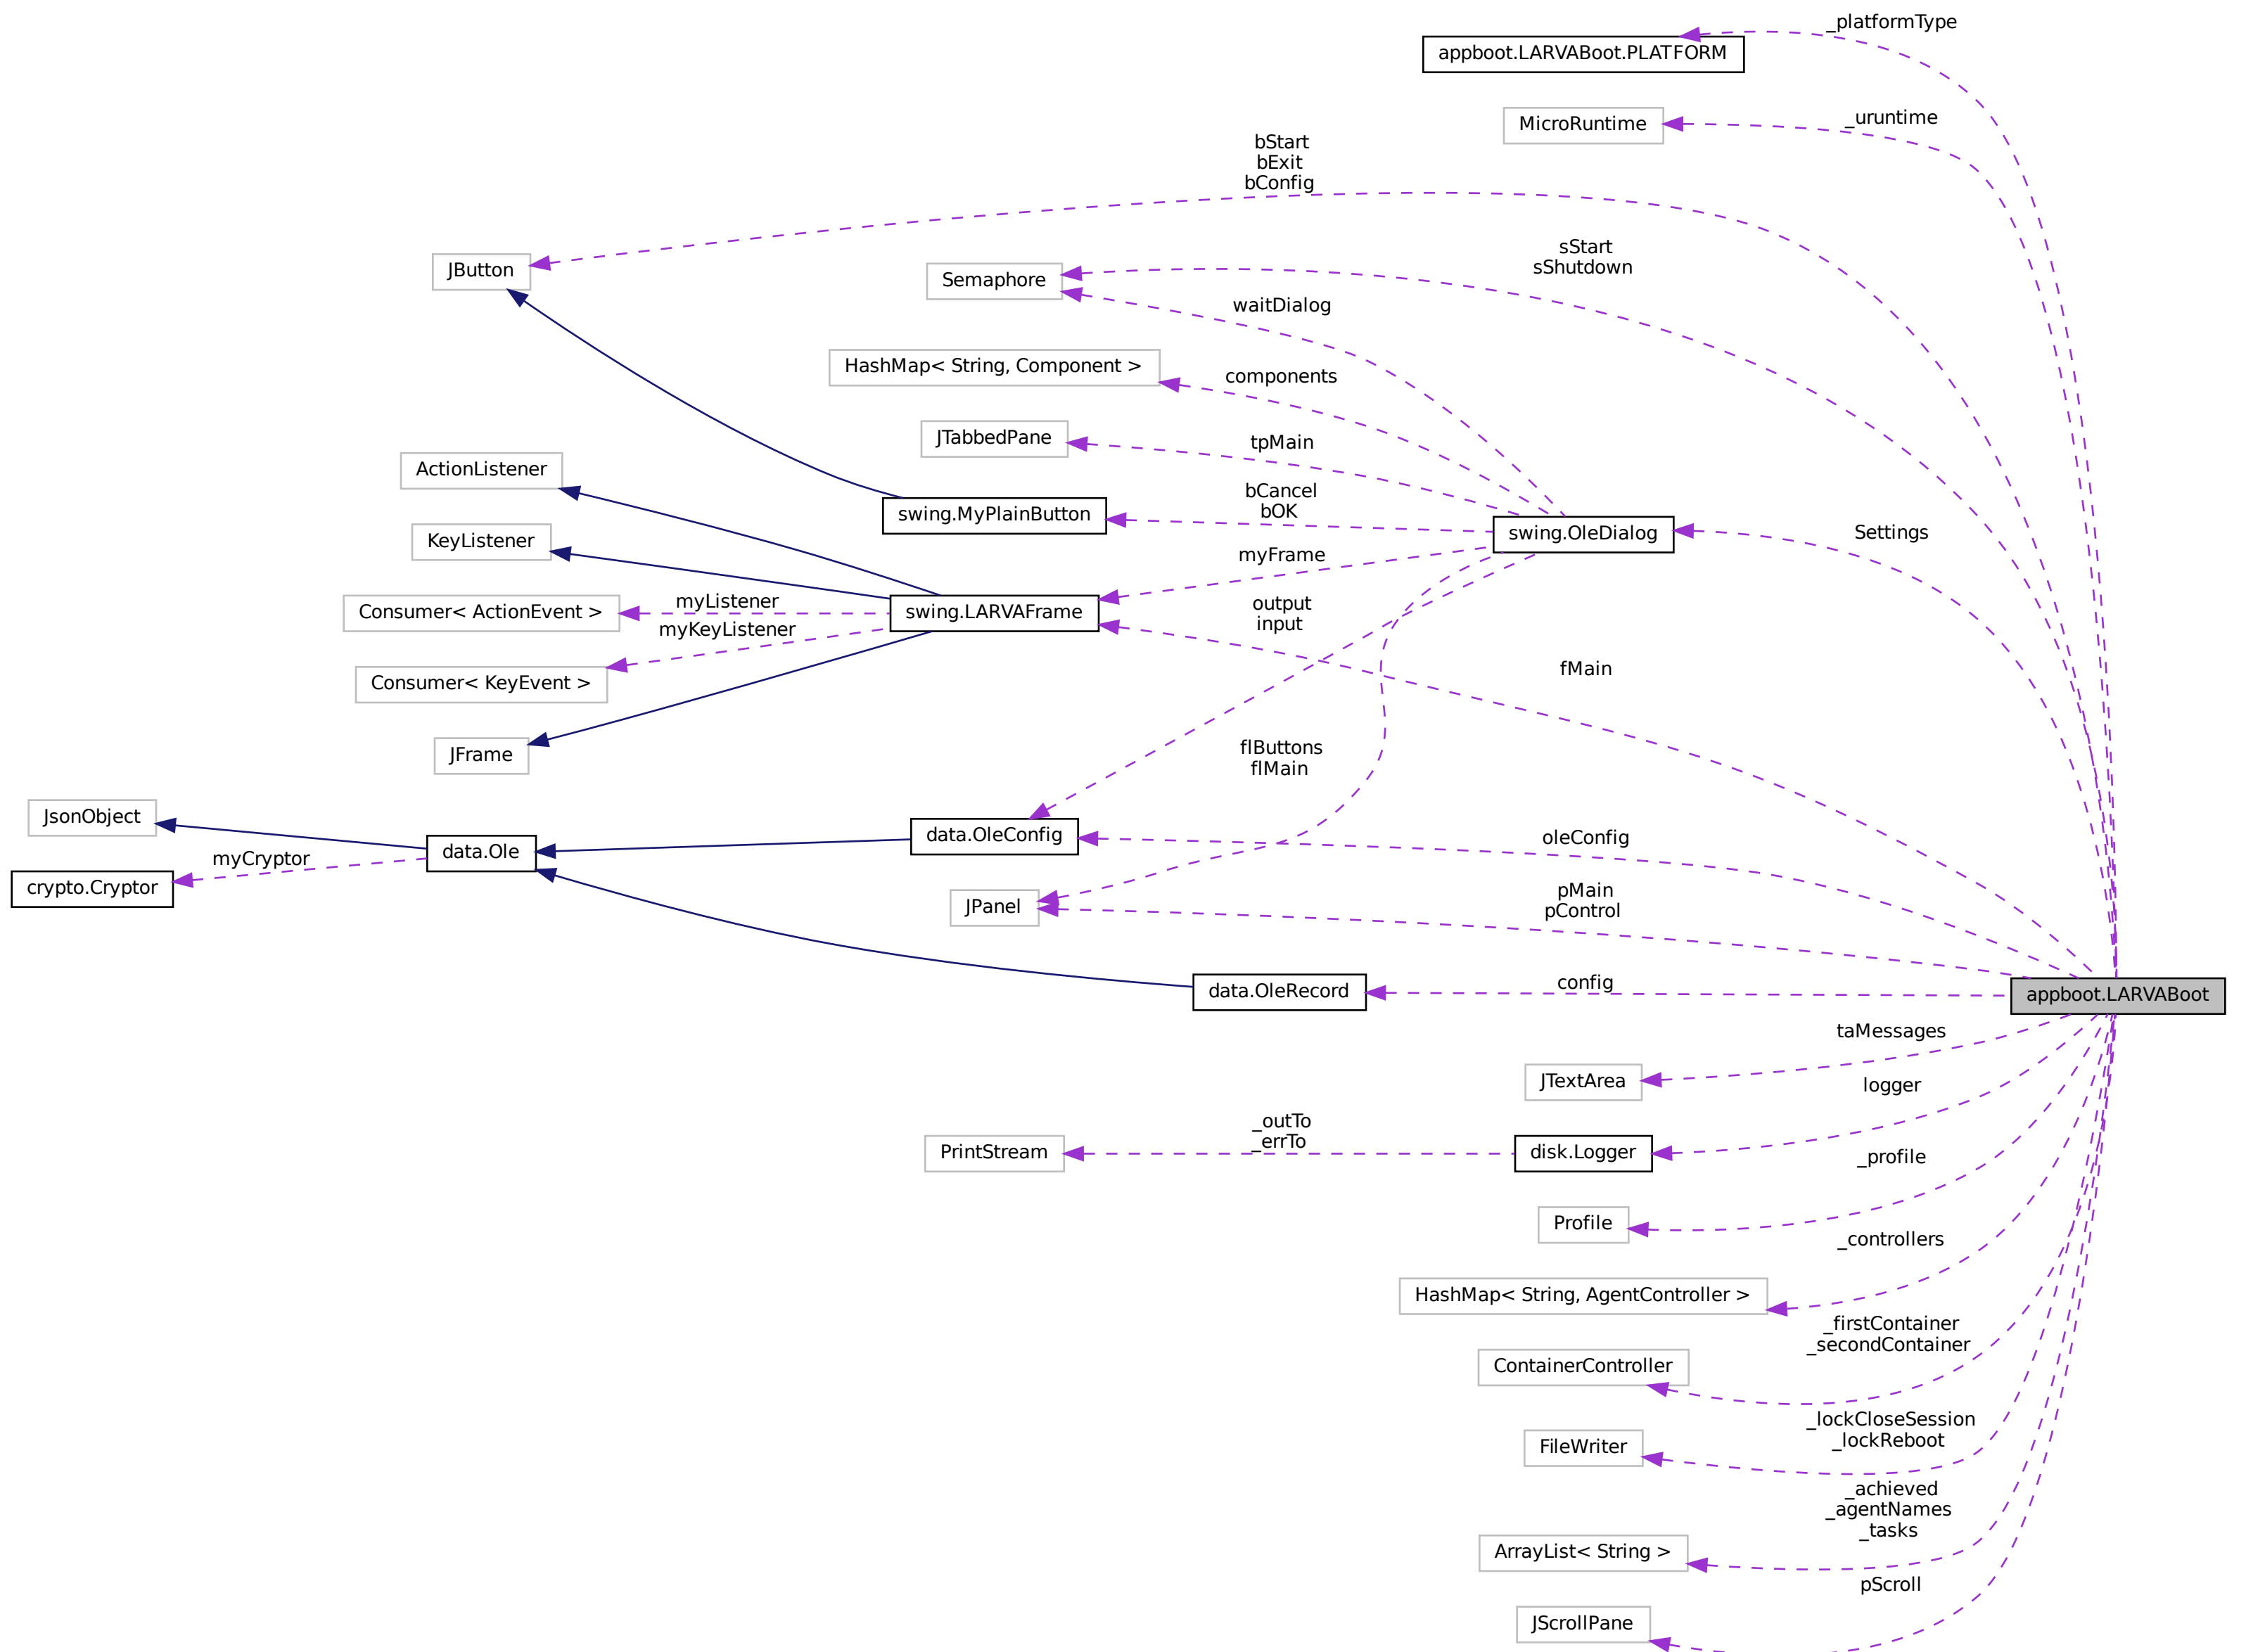 _platformType
appboot.LARVABoot.PLATFORM
_uruntime
MicroRuntime
bStart
bExit
bConfig
sStart
sShutdown
JButton
Semaphore
waitDialog
HashMap< String, Component >
components
JTabbedPane
tpMain
ActionListener
bCancel
bOK
swing.MyPlainButton
swing.OleDialog
Settings
KeyListener
myFrame
Consumer< ActionEvent >
myListener
myKeyListener
swing.LARVAFrame
output
input
fMain
Consumer< KeyEvent >
JFrame
flButtons
flMain
JsonObject
data.OleConfig
oleConfig
data.Ole
myCryptor
crypto.Cryptor
JPanel
pMain
pControl
data.OleRecord
config
appboot.LARVABoot
taMessages
JTextArea
logger
_outTo
_errTo
PrintStream
disk.Logger
_profile
Profile
_controllers
HashMap< String, AgentController >
_firstContainer
_secondContainer
ContainerController
_lockCloseSession
_lockReboot
FileWriter
_achieved
_agentNames
_tasks
ArrayList< String >
pScroll
JScrollPane